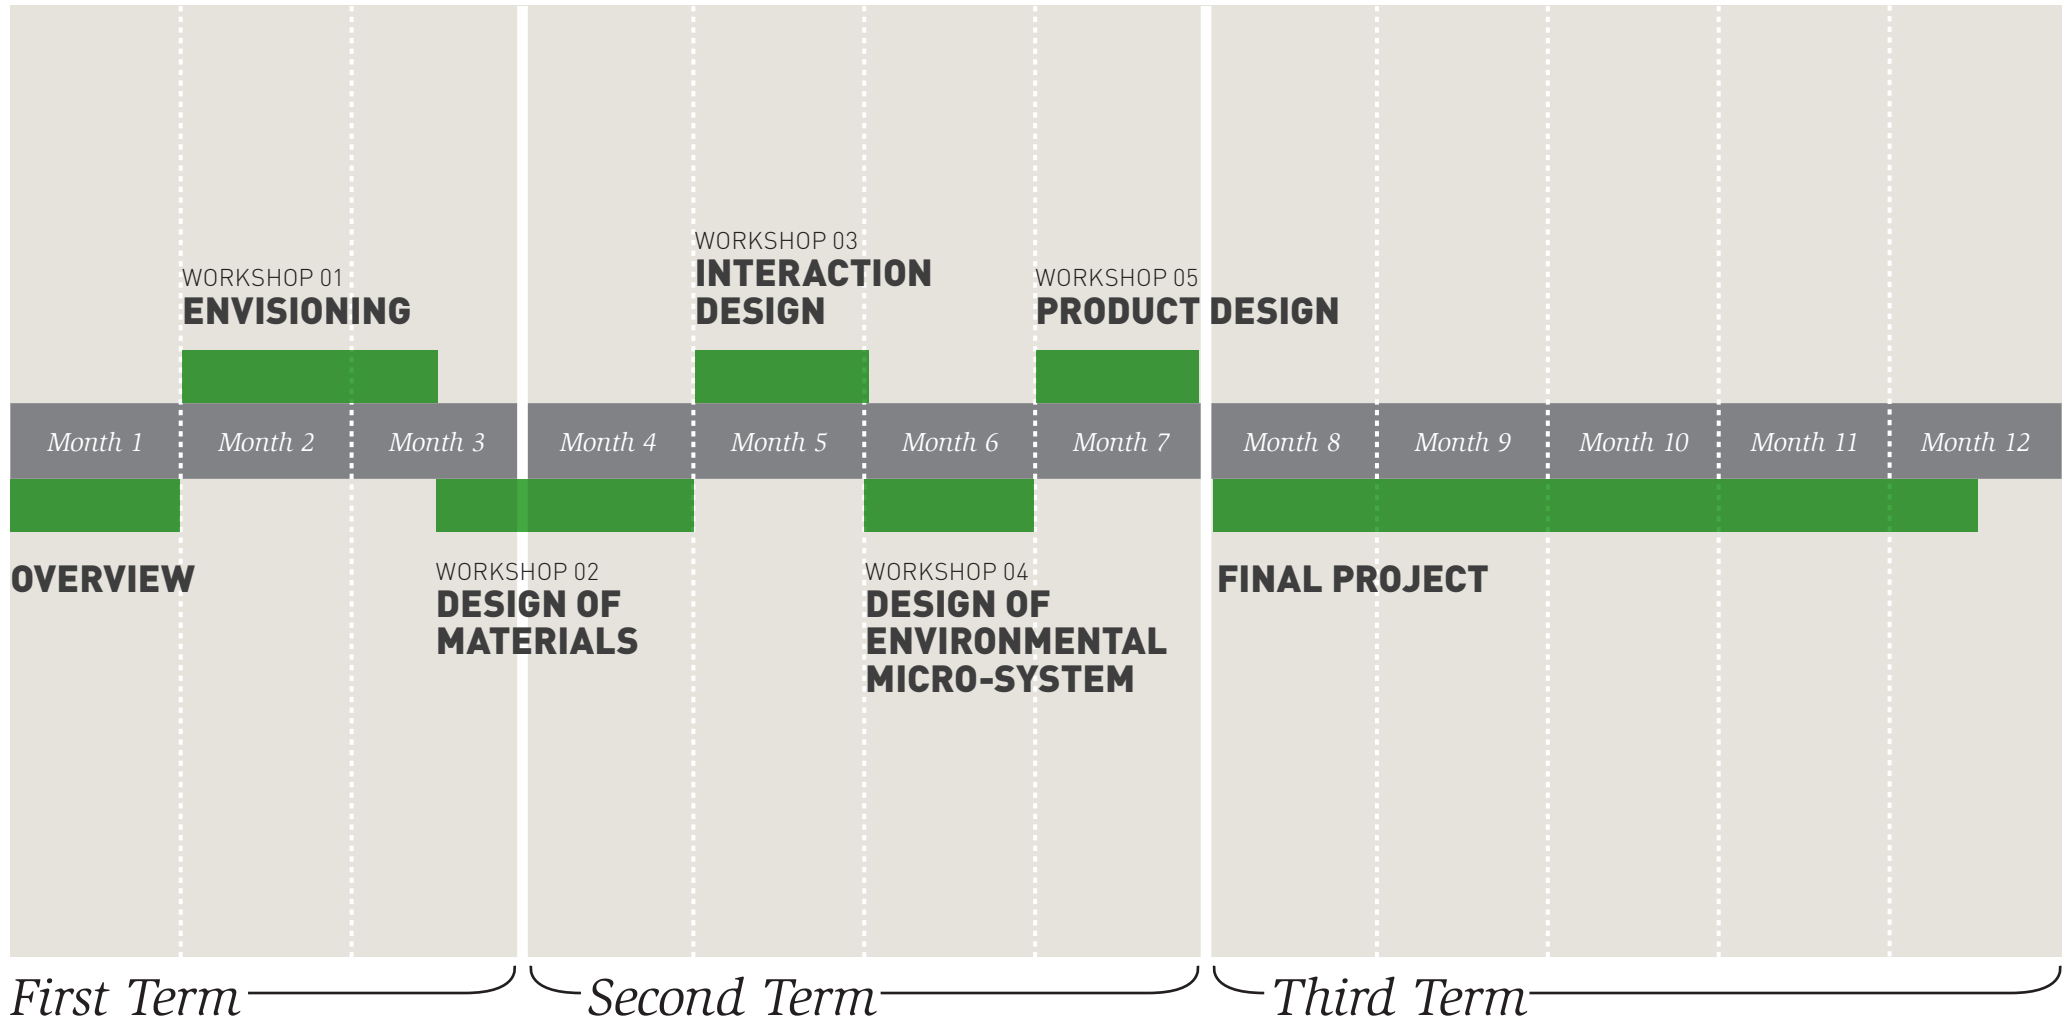 WORKSHOP 01
ENVISIONING
WORKSHOP 03
INTERACTION
DESIGN
WORKSHOP 05
PRODUCT DESIGN
Month 1
Month 2
Month 3
Month 4
Month 5
Month 6
Month 7
Month 8
Month 9
Month 10
Month 11
Month 12
OVERVIEW
WORKSHOP 02
DESIGN OF
MATERIALS
WORKSHOP 04
DESIGN OF
ENVIRONMENTAL
MICRO-SYSTEM
FINAL PROJECT
First Term
Second Term
Third Term